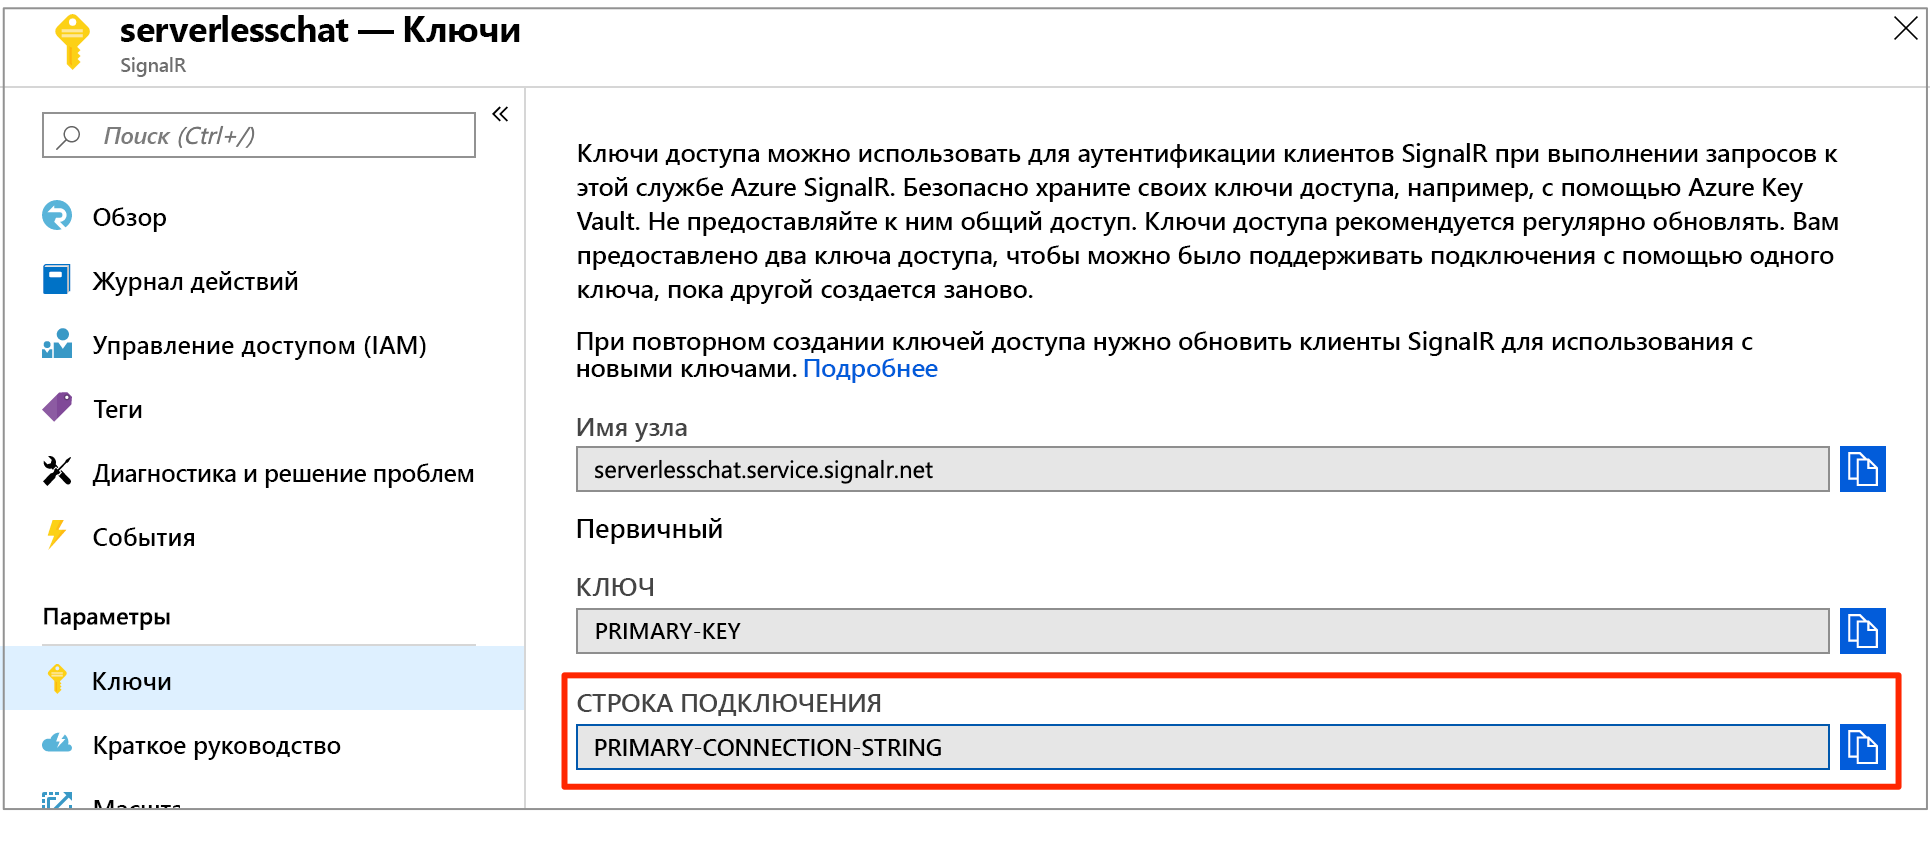 serverlesschat — Ключи
SignalR
Поиск (Ctrl+/)
Обзор
Журнал действий
Управление доступом (IAM)
Теги
Диагностика и решение проблем
События
Параметры
Ключи
Краткое руководство
Ключи доступа можно использовать для аутентификации клиентов SignalR при выполнении запросов к
этой службе Azure SignalR. Безопасно храните своих ключи доступа, например, с помощью Azure Key
Vault. Не предоставляйте к ним общий доступ. Ключи доступа рекомендуется регулярно обновлять. Вам
предоставлено два ключа доступа, чтобы можно было поддерживать подключения с помощью одного
ключа, пока другой создается заново.
При повторном создании ключей доступа нужно обновить клиенты SignalR для использования с
новыми ключами. Подробнее
Имя узла
serverlesschat.service.signalr.net
Первичный
КЛЮЧ
PRIMARY-KEY
СТРОКА ПОДКЛЮЧЕНИЯ
PRIMARY-CONNECTION-STRING